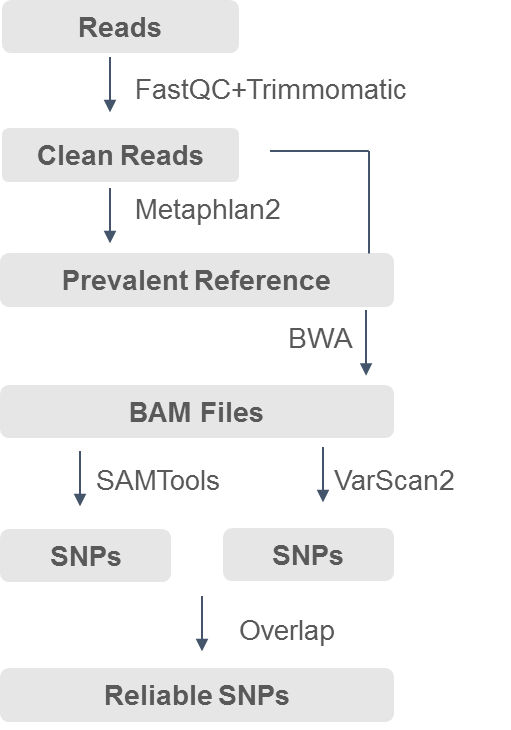 Reads
FastQC+Trimmomatic
Clean Reads
Metaphlan2
Prevalent Reference
BWA
BAM Files
SAMTools
VarScan2
SNPs
SNPs
Overlap
Reliable SNPs